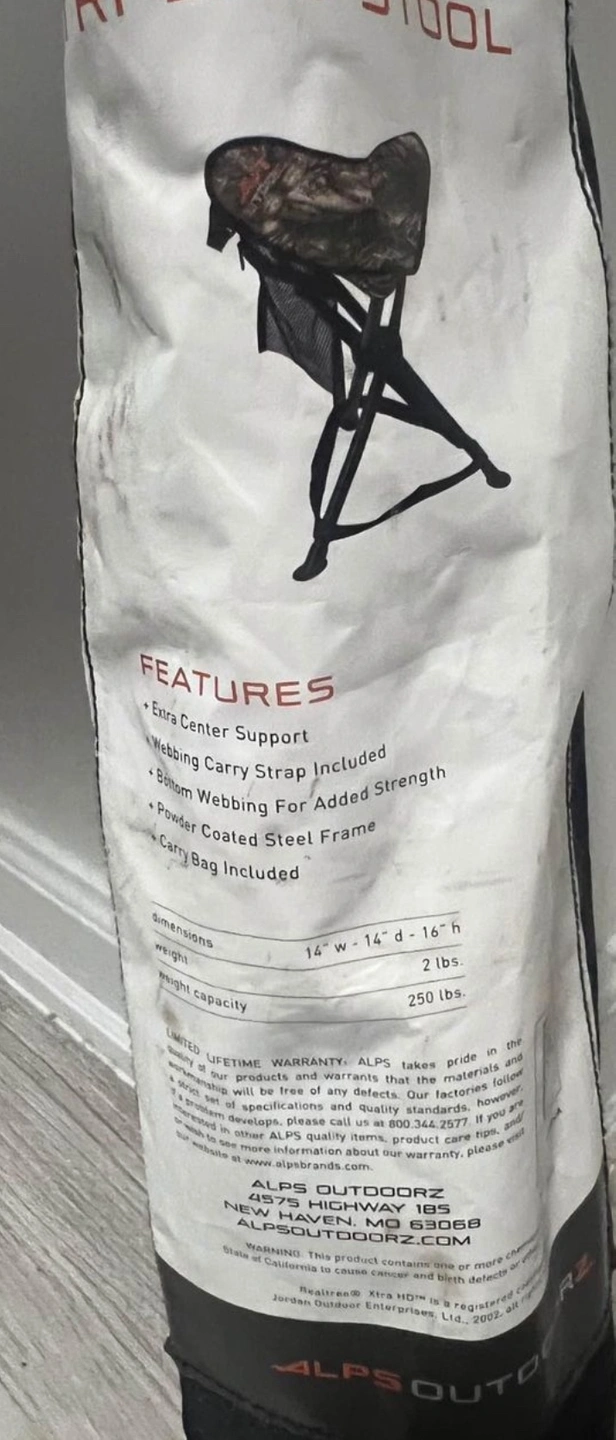 STOOL
FEATURES
+ Extra Center Support
+ Webbing Carry Strap Included
+ Bottom Webbing For Added Strength
+ Powder Coated Steel Frame
+ Carry Bag Included
dimensions 14" w - 14" d - 16" h
weight 2 lbs.
weight capacity 250 lbs.
LIMITED LIFETIME WARRANTY: ALPS takes pride in the
quality of our products and warrants that the materials and
workmanship will be free of any defects. Our factories follow
a strict set of specifications and quality standards, however,
if a problem develops, please call us at 800.344.2577. If you are
interested in other ALPS quality items, product care tips, and/
or wish to see more information about our warranty, please visit
our website at www.alpsbrands.com.
ALPS OUTDOORZ
4575 HIGHWAY 185
NEW HAVEN, MO 63068
ALPSOUTDOORZ.COM
WARNING: This product contains one or more
State of California to cause cancer and birth defects or
Realtree® Xtra HD™ is a registered
Jordan Outdoor Enterprises, Ltd., 2002, all
ALPS OUTDOORZ